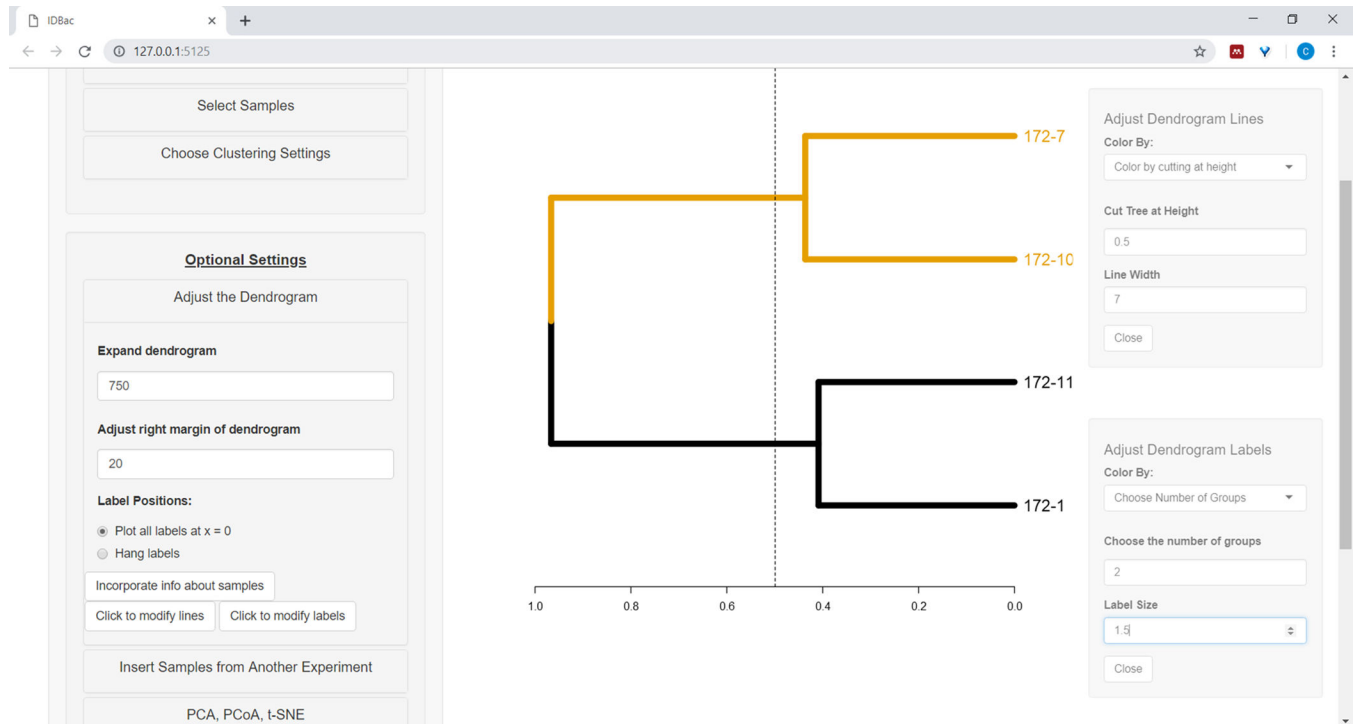 IDBac
127.0.0.1:5125
C
Select Samples
Choose Clustering Settings
Optional Settings
Adjust the Dendrogram
Expand dendrogram
750
Adjust right margin of dendrogram
20
Label Positions:
Plot all labels at x = 0
Hang labels
Incorporate info about samples
Click to modify lines
Click to modify labels
Insert Samples from Another Experiment
PCA, PCoA, t-SNE
172-7
172-10
172-11
172-1
1.0 0.8 0.6 0.4 0.2 0.0
Adjust Dendrogram Lines
Color By:
Color by cutting at height
Cut Tree at Height
0.5
Line Width
7
Close
Adjust Dendrogram Labels
Color By:
Choose Number of Groups
Choose the number of groups
2
Label Size
1.5
Close